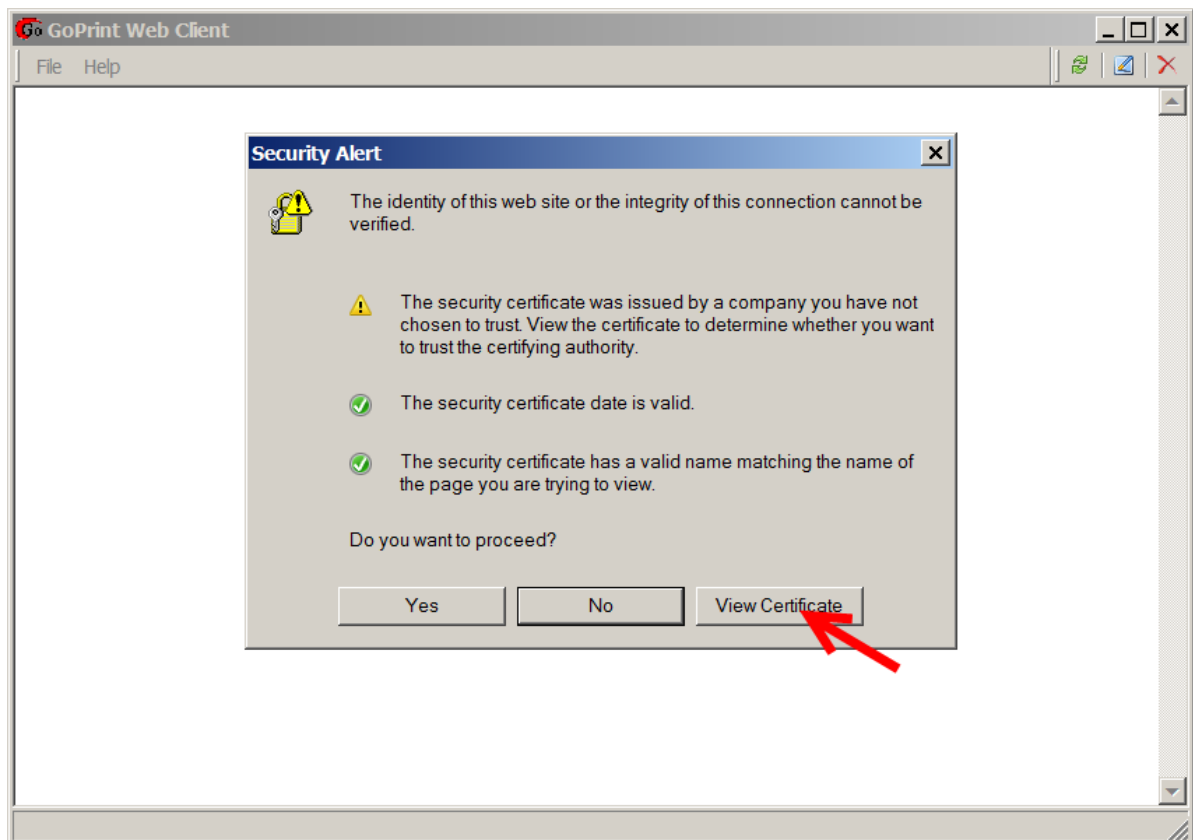 Go GoPrint Web Client
File Help
Security Alert
The identity of this web site or the integrity of this connection cannot be
verified.
The security certificate was issued by a company you have not
chosen to trust. View the certificate to determine whether you want
to trust the certifying authority.
The security certificate date is valid.
The security certificate has a valid name matching the name of
the page you are trying to view.
Do you want to proceed?
Yes No View Certificate